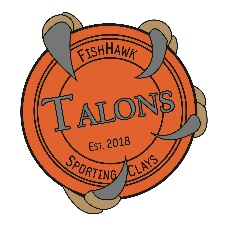 FISHHAWK
TALONS
EST. 2018
SPORTING CLAYS